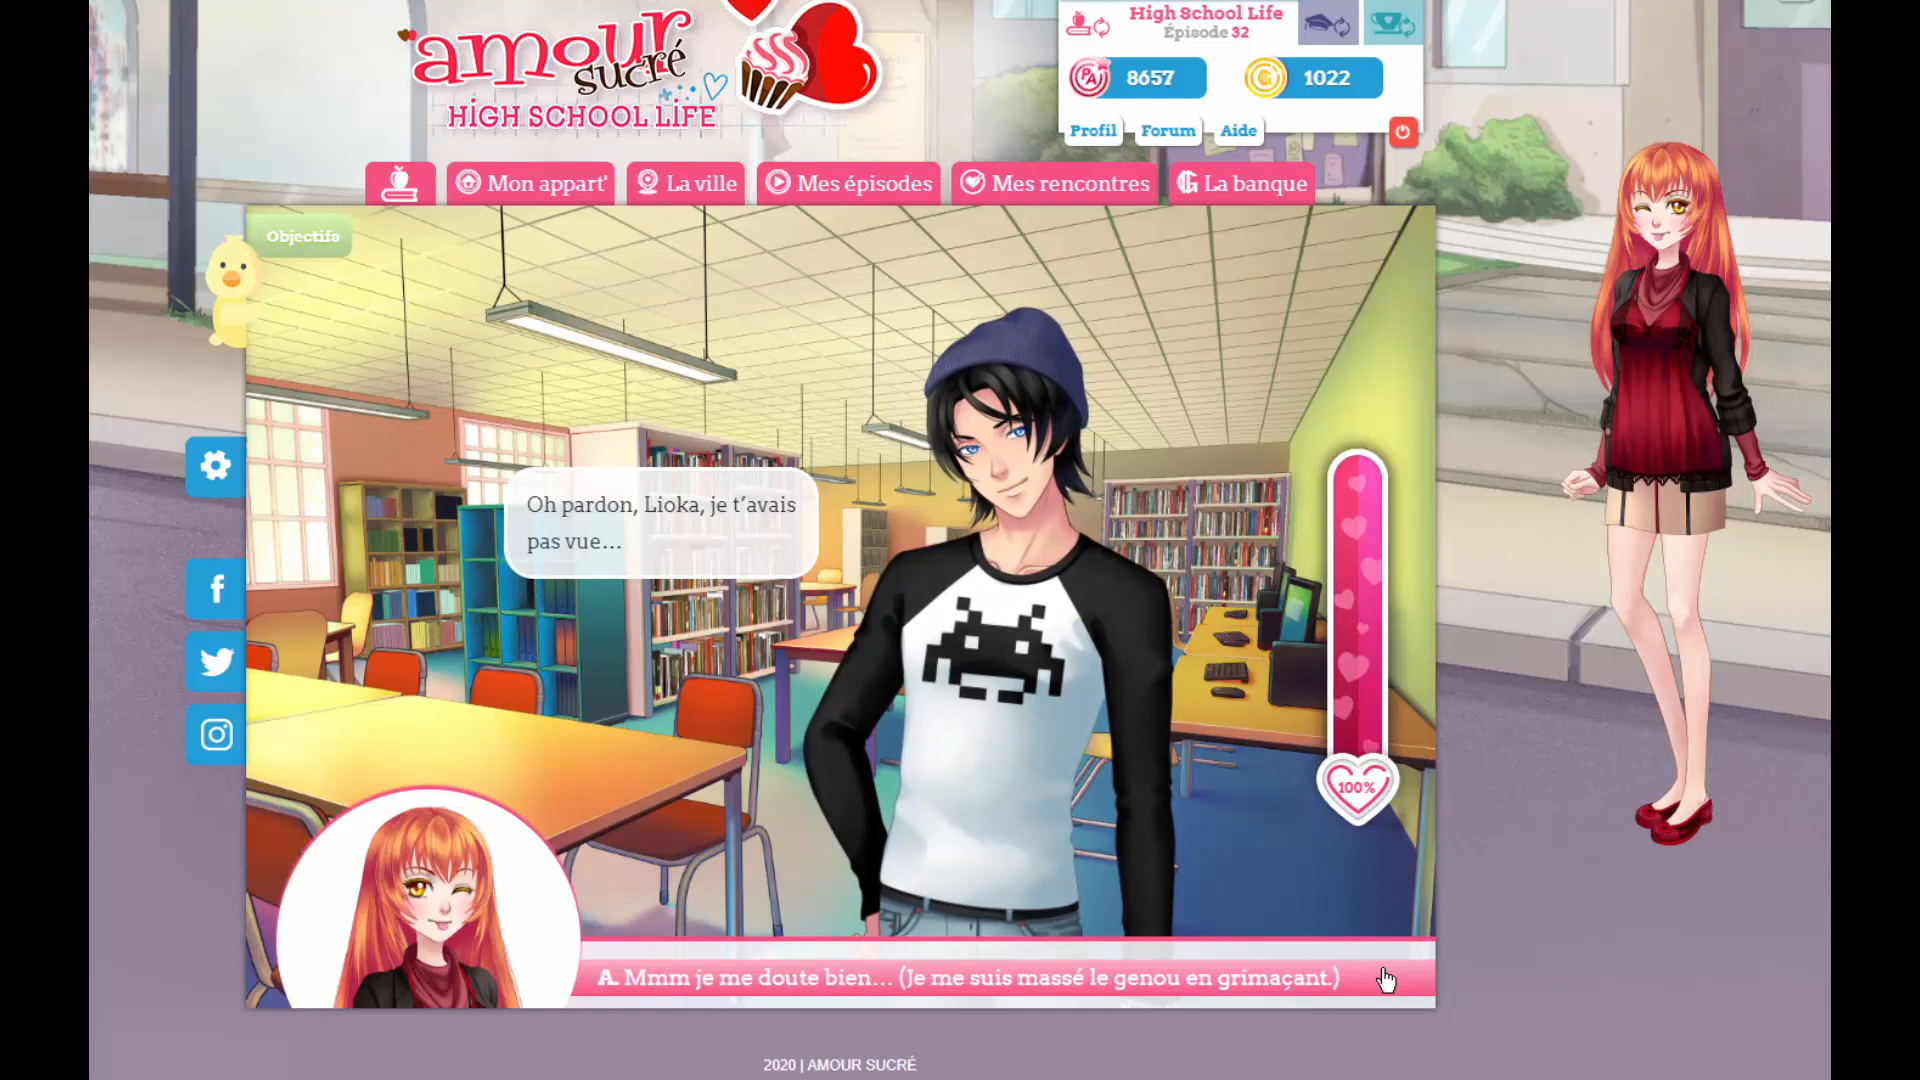 amour
sucré
HIGH SCHOOL LIFE
High School Life
Épisode 32
PA
8657
1022
Profil
Forum
Aide
Mon appart'
La ville
Mes épisodes
Mes rencontres
La banque
Objectifs
Oh pardon, Lioka, je t'avais
pas vue...
100%
A. Mmm je me doute bien... (Je me suis massé le genou en grimaçant.)
2020 | AMOUR SUCRÉ